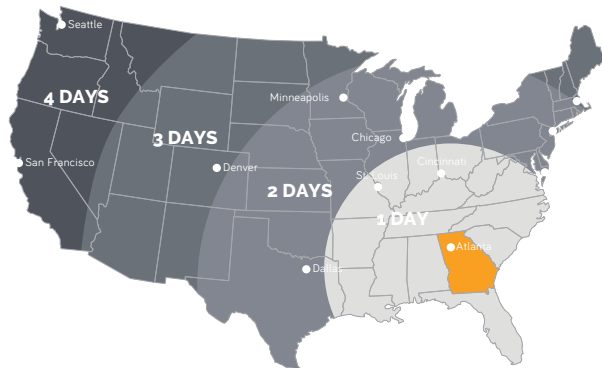 Seattle
4 DAYS
Minneapolis
3 DAYS
Chicago
San Francisco
Denver
Cincinnati
St. Louis
2 DAYS
1 DAY
Atlanta
Dallas